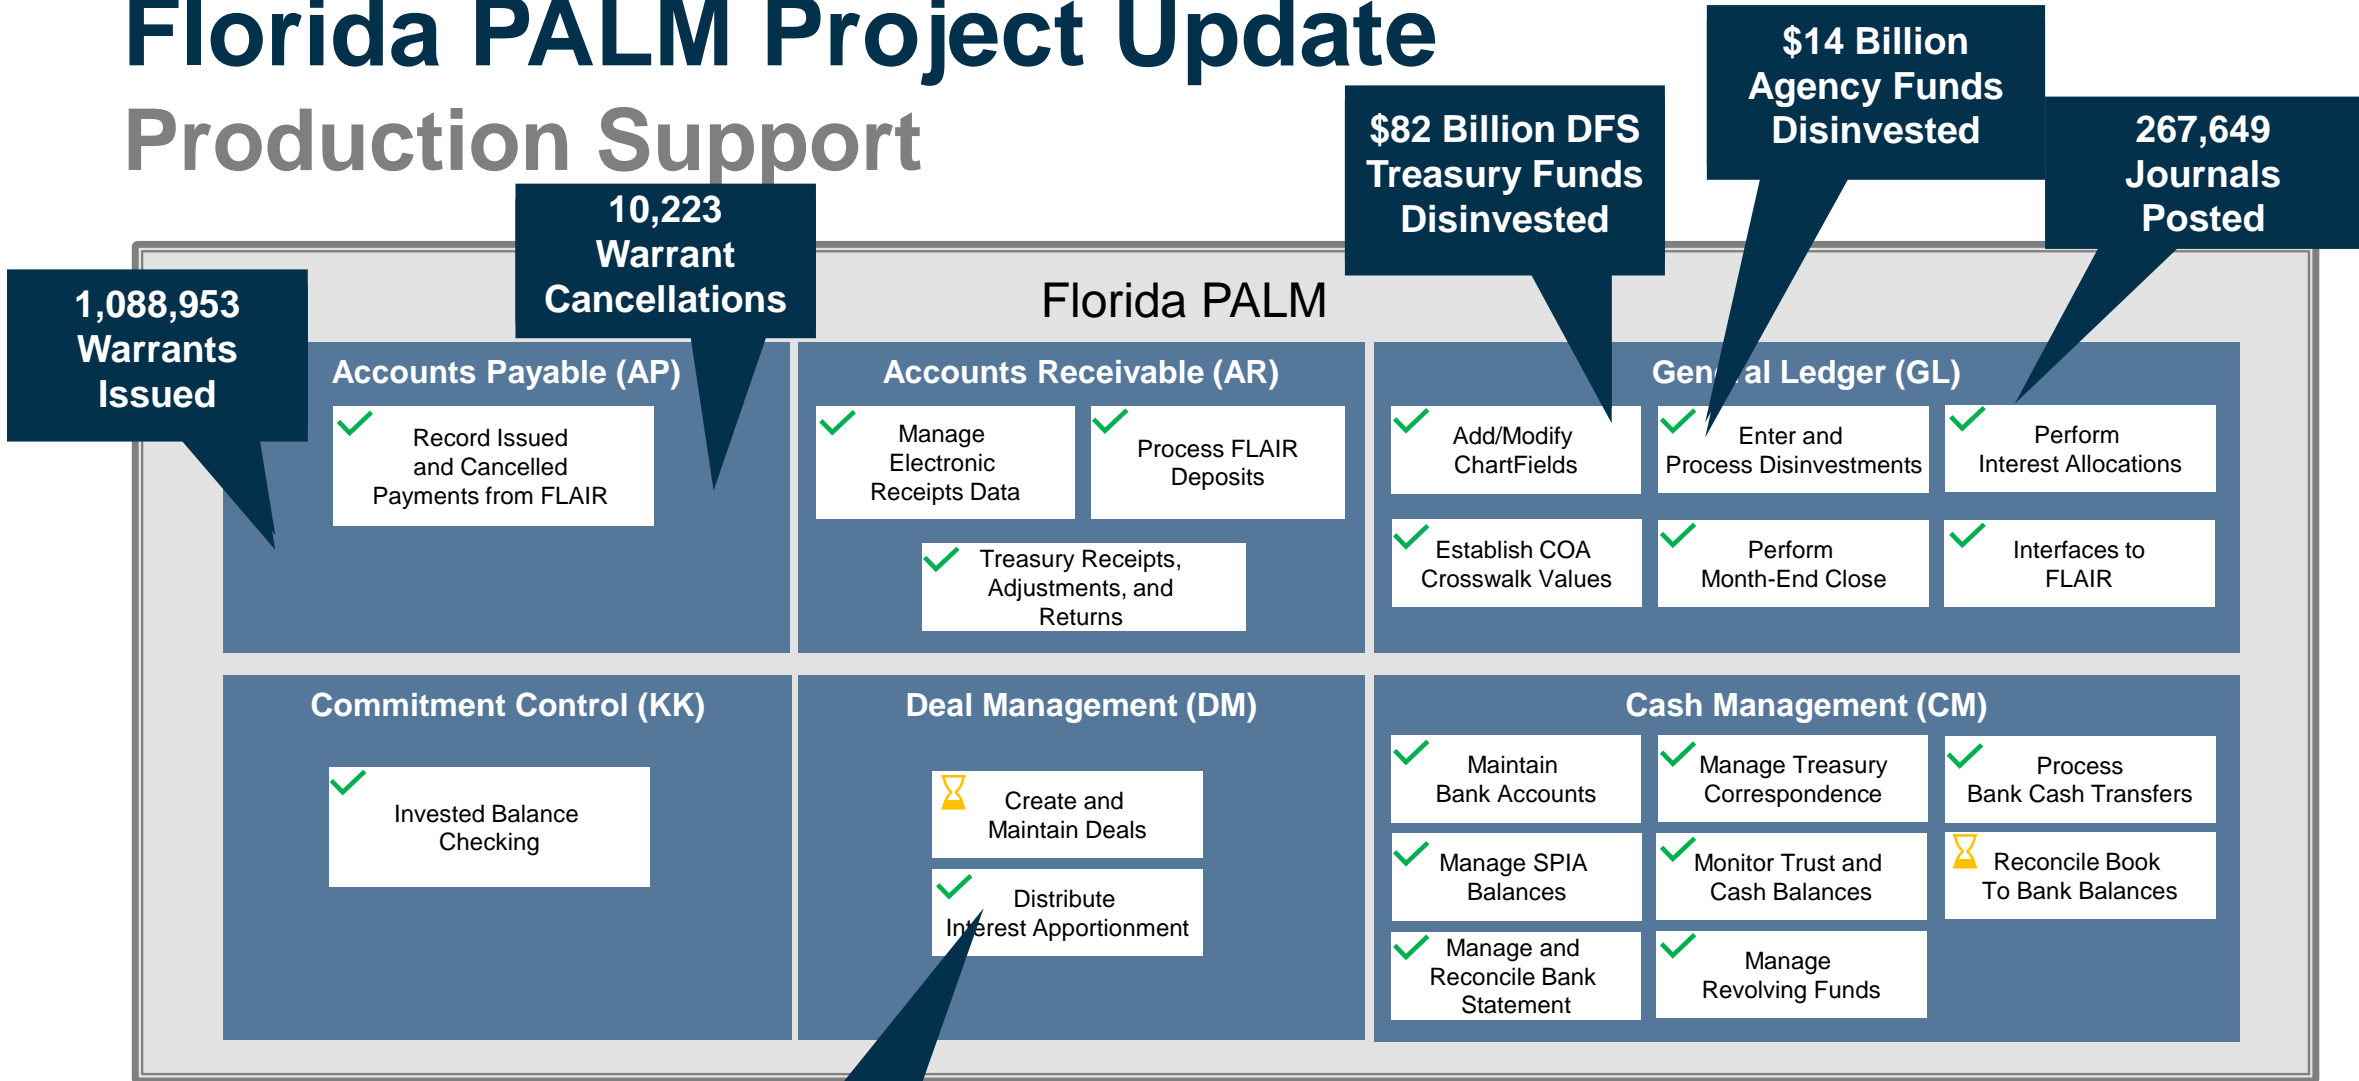 Florida PALM Project Update
Production Support
$14 Billion
Agency Funds
Disinvested
$82 Billion DFS
Treasury Funds
Disinvested
267,649
Journals
Posted
10,223
Warrant
Cancellations
1,088,953
Warrants
Issued
Florida PALM
Accounts Payable (AP)
Record Issued
and Cancelled
Payments from FLAIR
Accounts Receivable (AR)
Manage
Electronic
Receipts Data
Process FLAIR
Deposits
Treasury Receipts,
Adjustments, and
Returns
General Ledger (GL)
Add/Modify
ChartFields
Enter and
Process Disinvestments
Perform
Interest Allocations
Establish COA
Crosswalk Values
Perform
Month-End Close
Interfaces to
FLAIR
Commitment Control (KK)
Invested Balance
Checking
Deal Management (DM)
Create and
Maintain Deals
Distribute
Interest Apportionment
Cash Management (CM)
Maintain
Bank Accounts
Manage Treasury
Correspondence
Process
Bank Cash Transfers
Manage SPIA
Balances
Monitor Trust and
Cash Balances
Reconcile Book
To Bank Balances
Manage and
Reconcile Bank
Statement
Manage
Revolving Funds